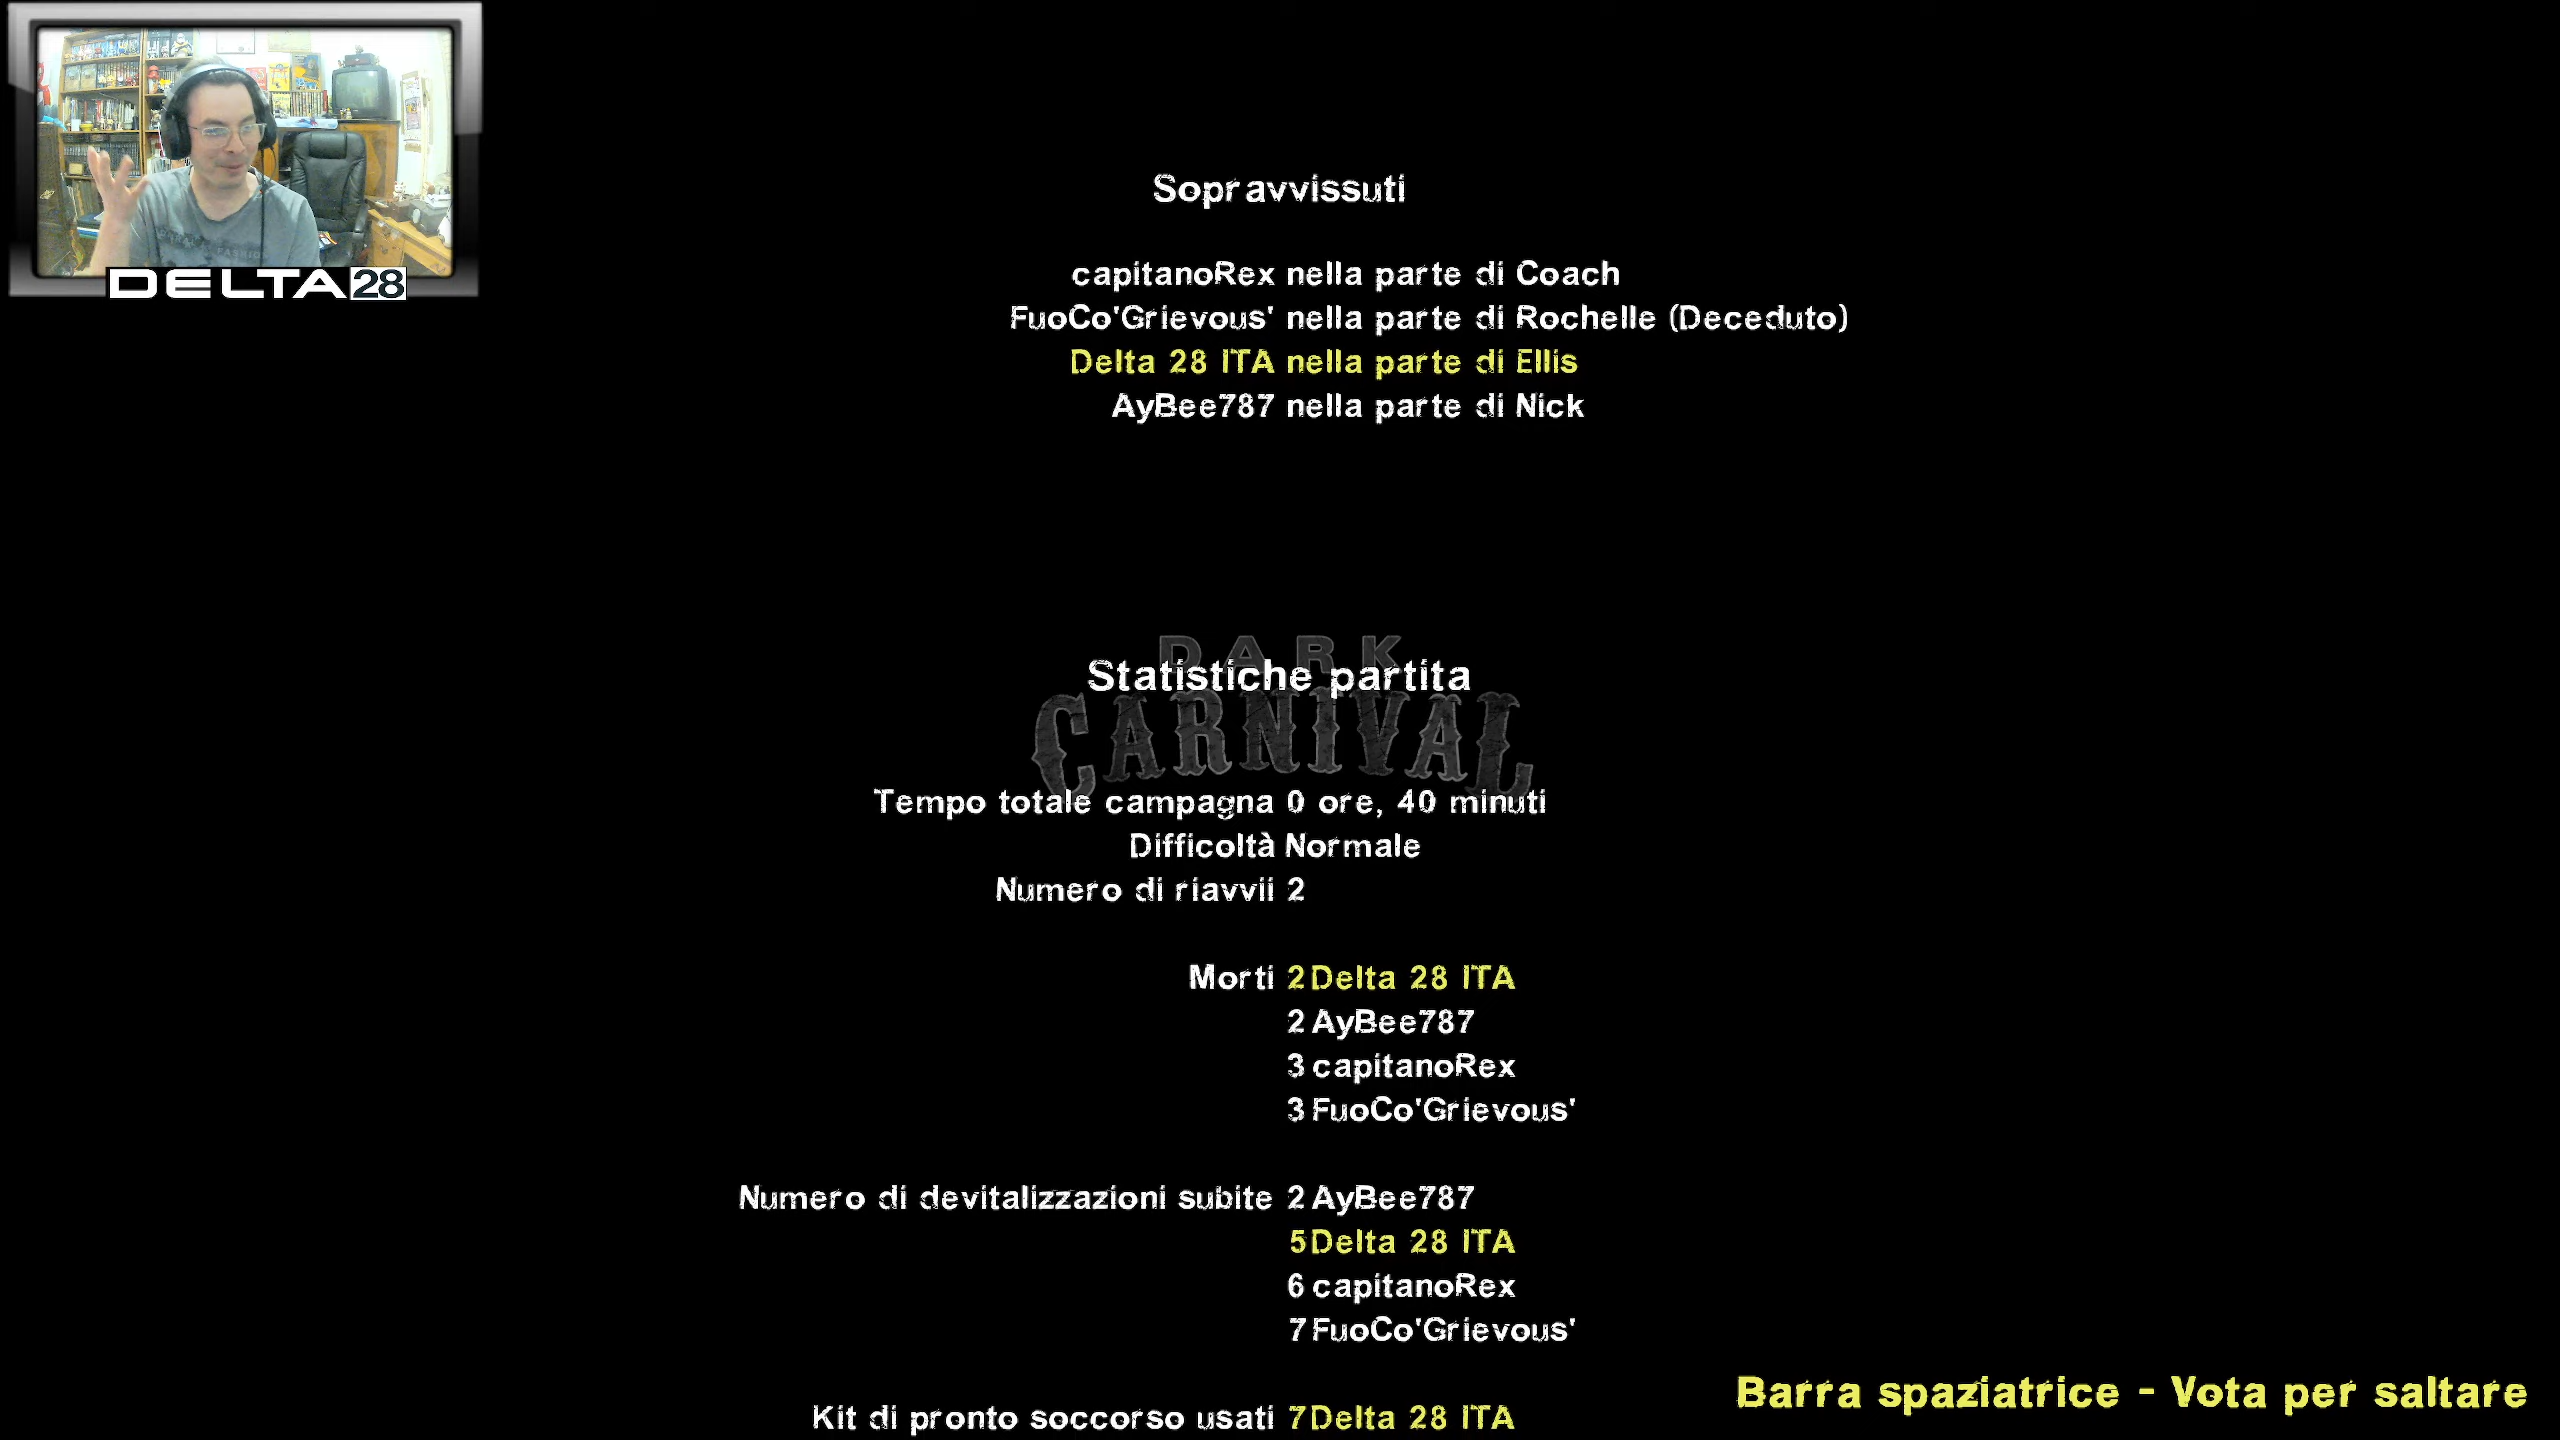 DELTA28
Sopravvissuti
capitanoRex nella parte di Coach
FuoCo'Grievous' nella parte di Rochelle (Deceduto)
Delta 28 ITA nella parte di Ellis
AyBee787 nella parte di Nick
DARK
CARNIVAL
Statistiche partita
Tempo totale campagna 0 ore, 40 minuti
Difficoltà Normale
Numero di riavvii 2
Morti 2 Delta 28 ITA
2 AyBee787
3 capitanoRex
3 FuoCo'Grievous'
Numero di devitalizzazioni subite 2 AyBee787
5 Delta 28 ITA
6 capitanoRex
7 FuoCo'Grievous'
Kit di pronto soccorso usati 7 Delta 28 ITA
Barra spaziatrice - Vota per saltare